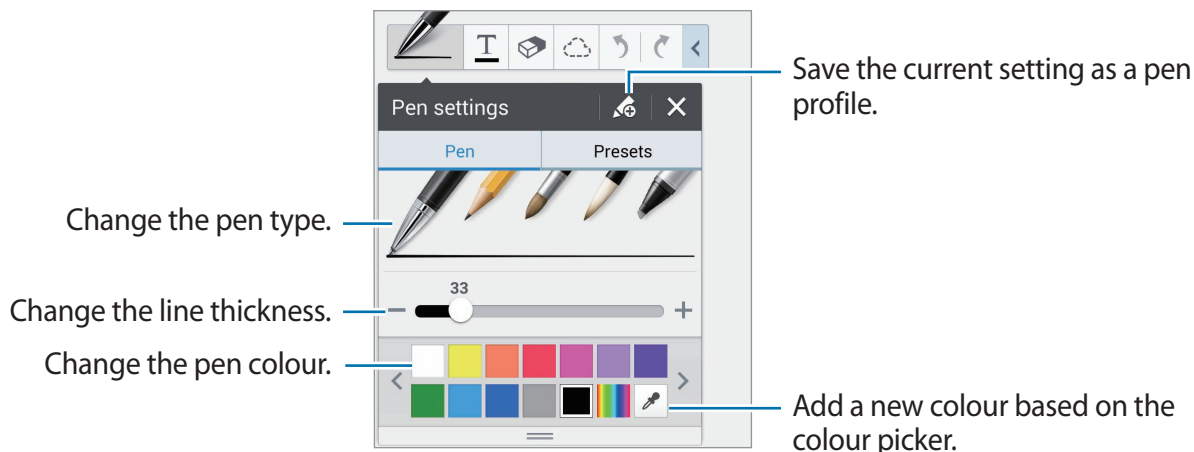 T
Save the current setting as a pen
profile.
Pen settings
Pen Presets
Change the pen type.
33
Change the line thickness.
Change the pen colour.
Add a new colour based on the
colour picker.